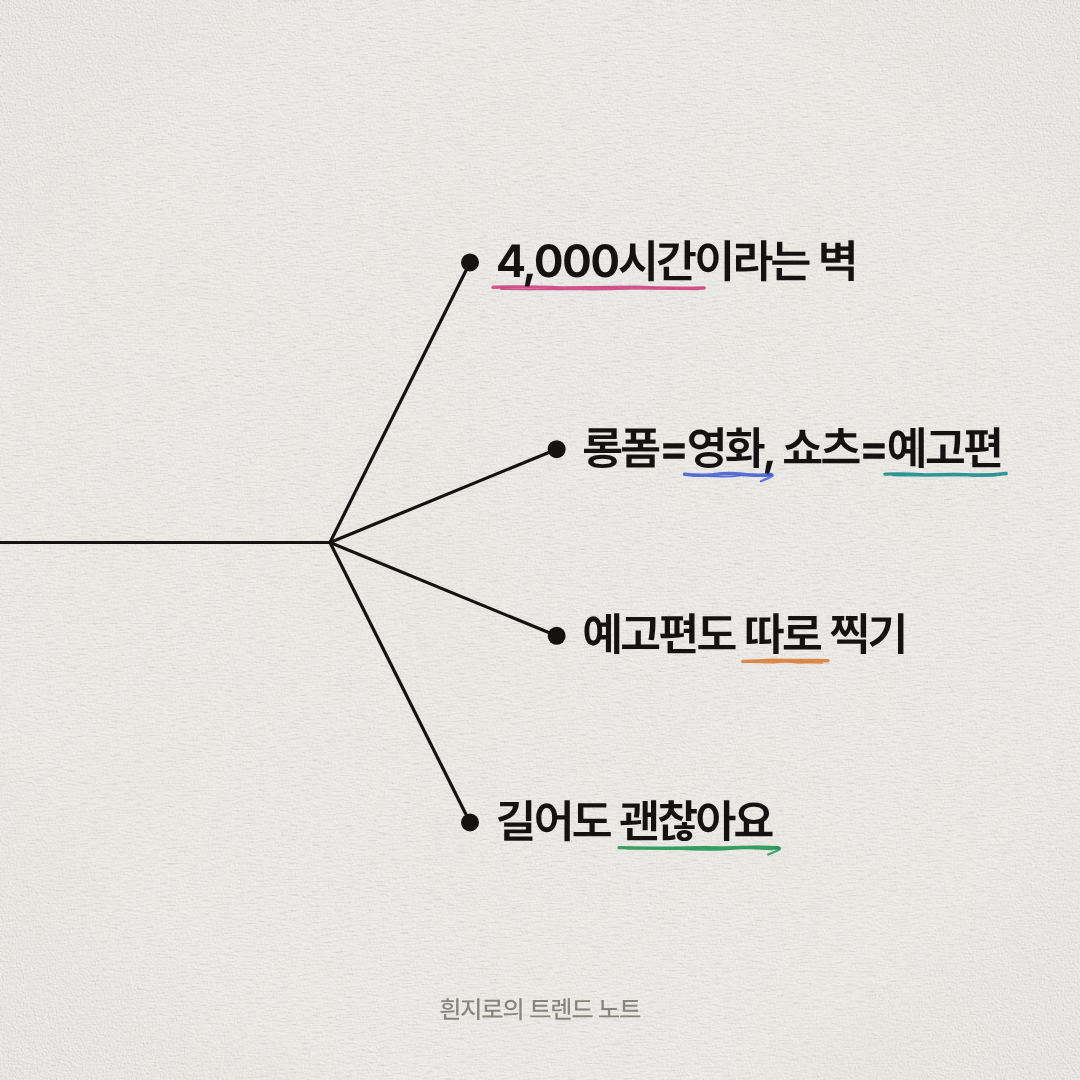 4,000시간이라는 벽
롱폼=영화, 쇼츠=예고편
예고편도 따로 찍기
길어도 괜찮아요
흰지로의 트렌드 노트